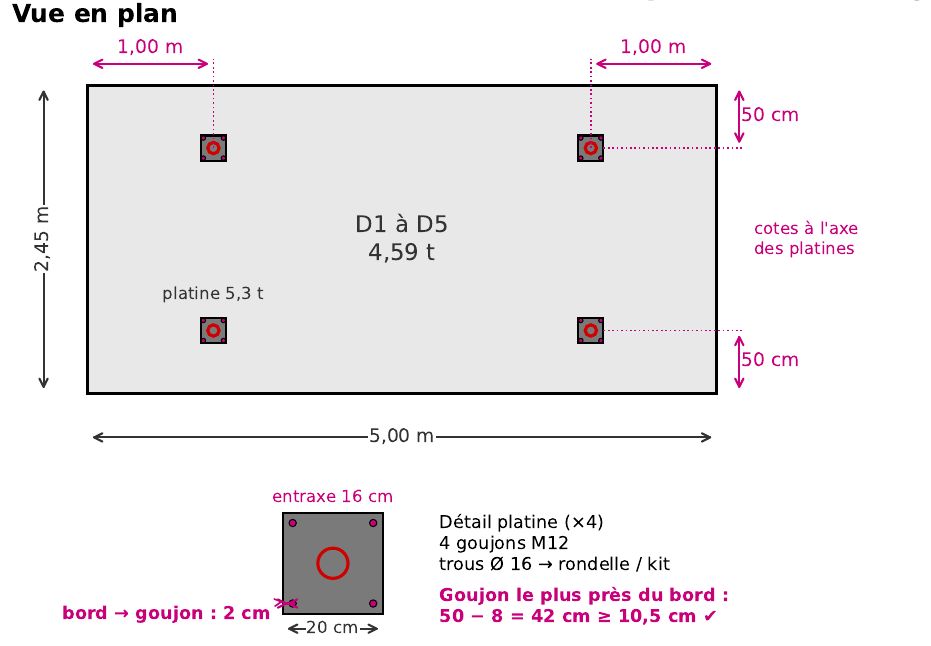 Vue en plan
1,00 m
1,00 m
50 cm
D1 à D5
4,59 t
2,45 m
cotes à l'axe
des platines
platine 5,3 t
50 cm
5,00 m
entraxe 16 cm
Détail platine (×4)
4 goujons M12
trous Ø 16 → rondelle / kit
Goujon le plus près du bord :
50 − 8 = 42 cm ≥ 10,5 cm ✔
bord → goujon : 2 cm
20 cm